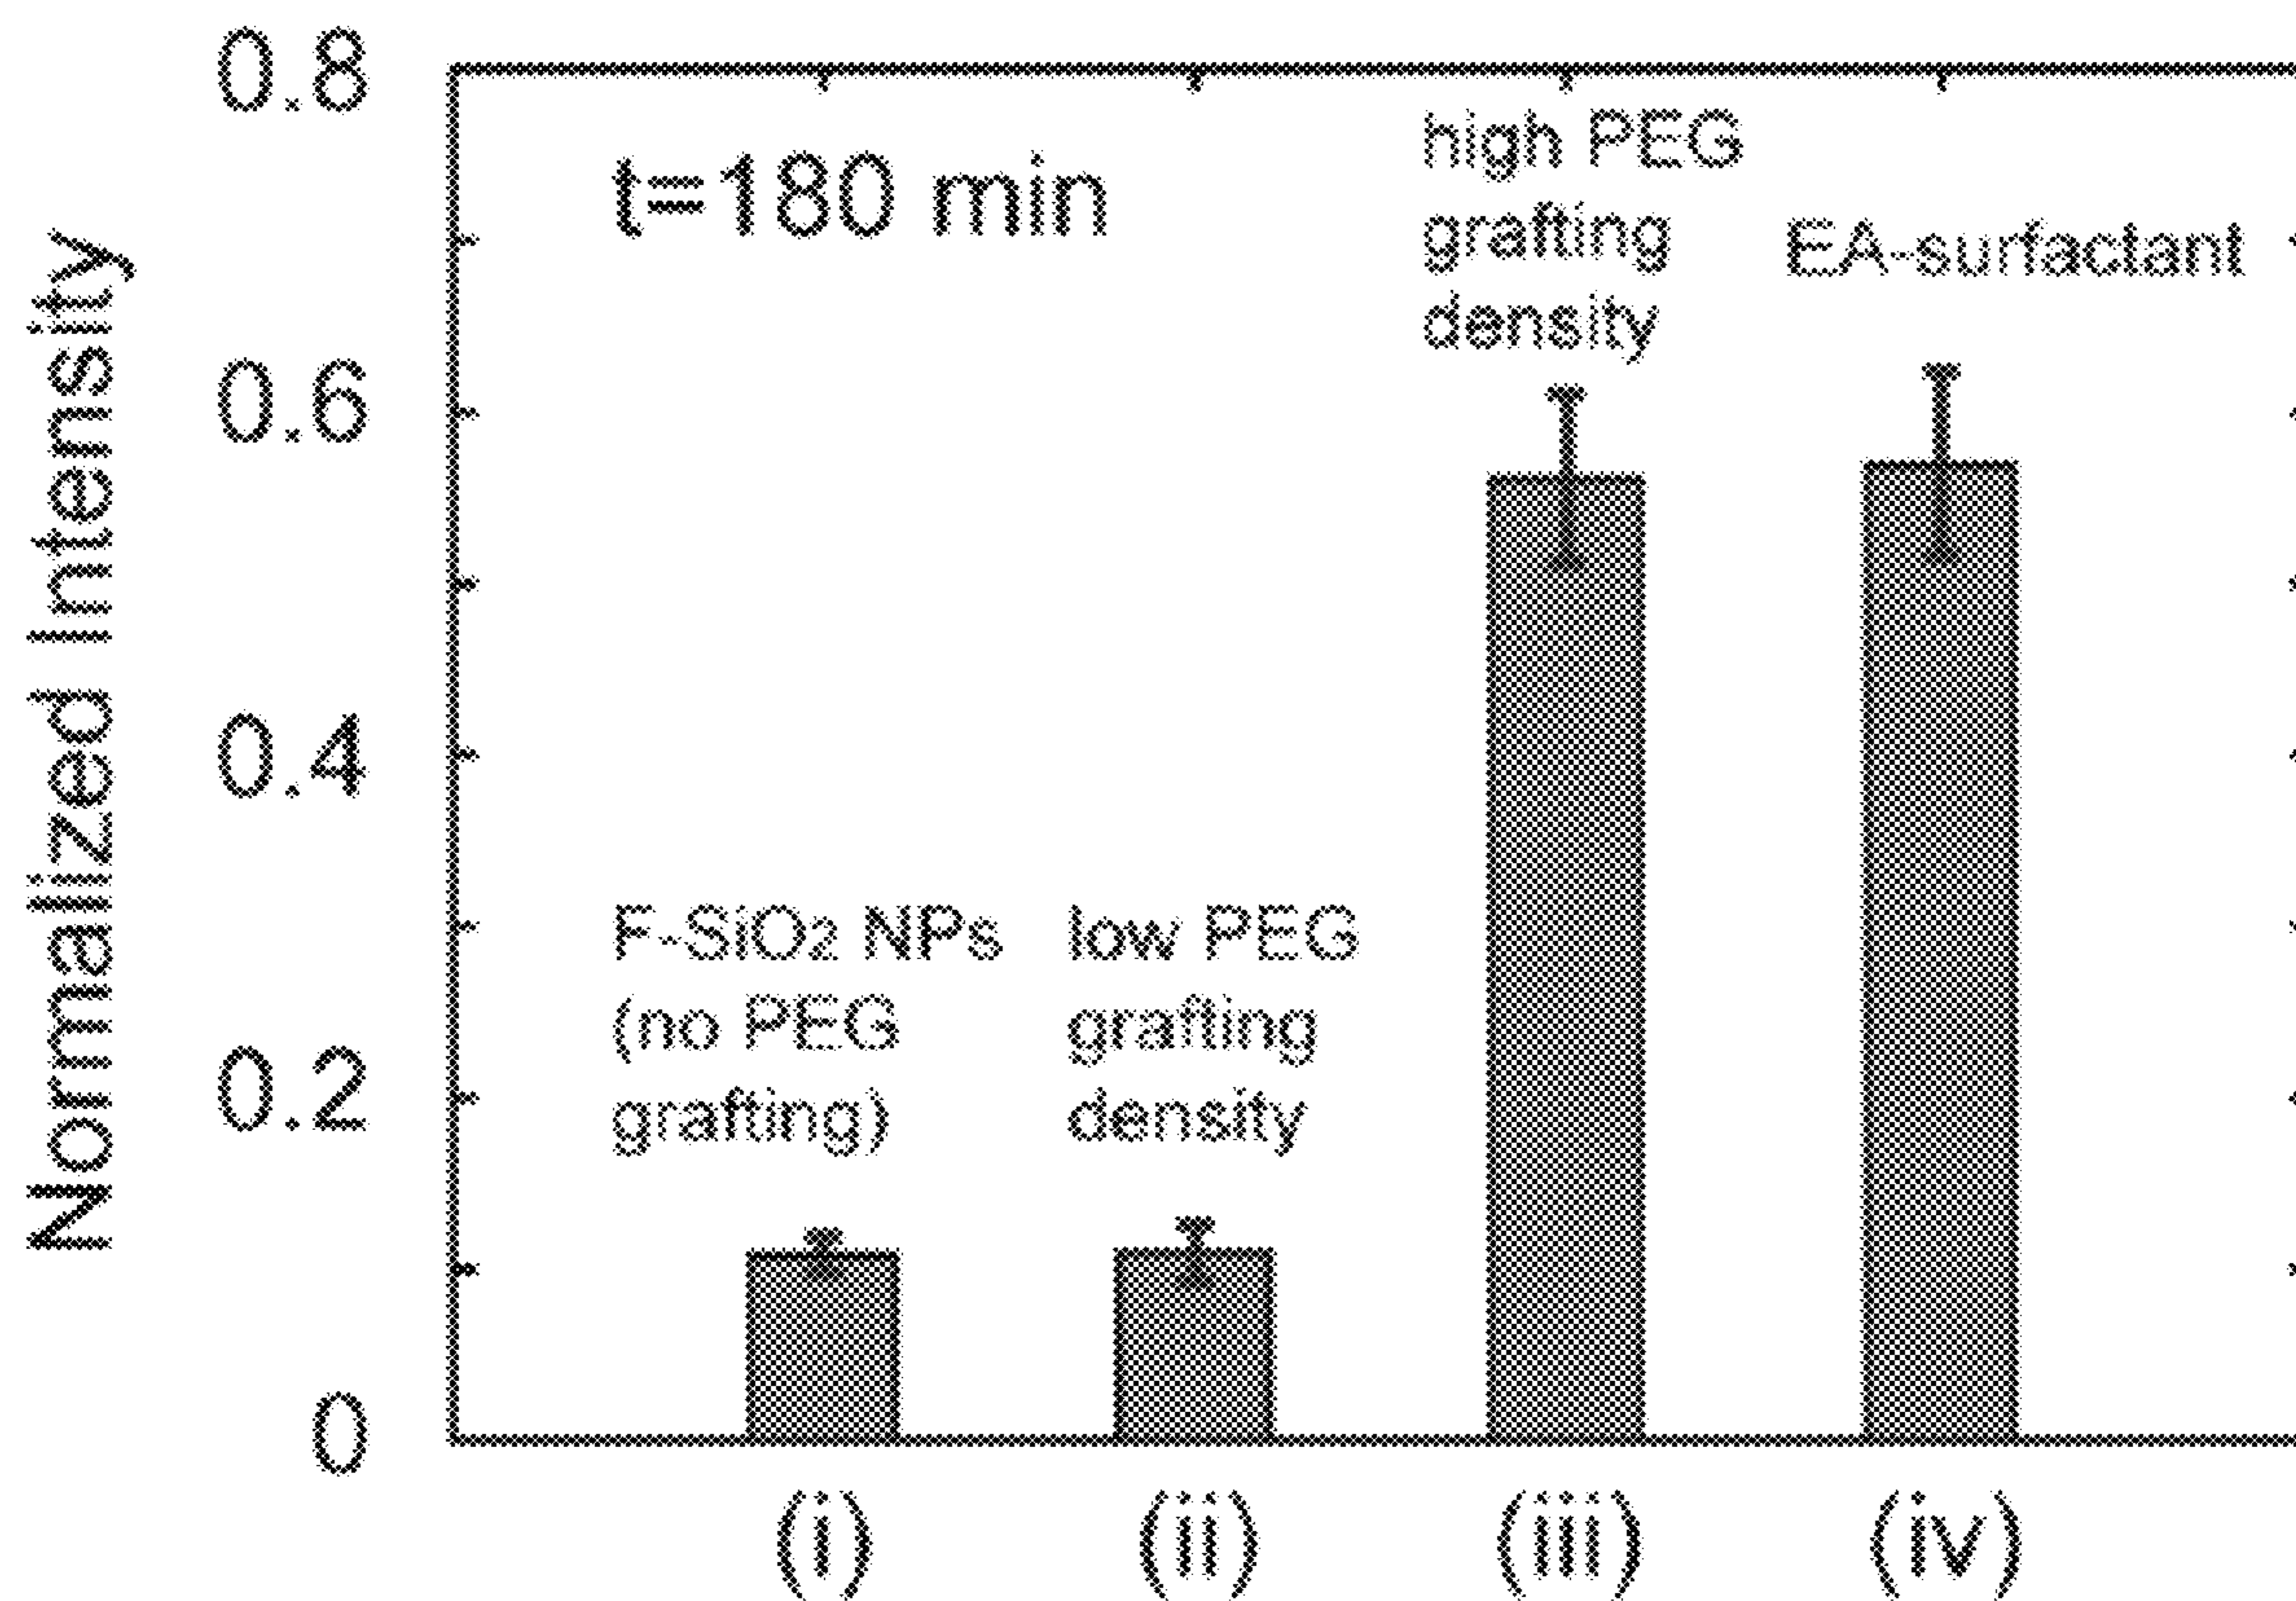 0.8
0.6
0.4
0.2
0
Normalized Intensity
t=180 min
F-SiO2 NPs
(no PEG
grafting)
low PEG
grafting
density
high PEG
grafting
density
EA-surfactant
(i)
(ii)
(iii)
(iv)